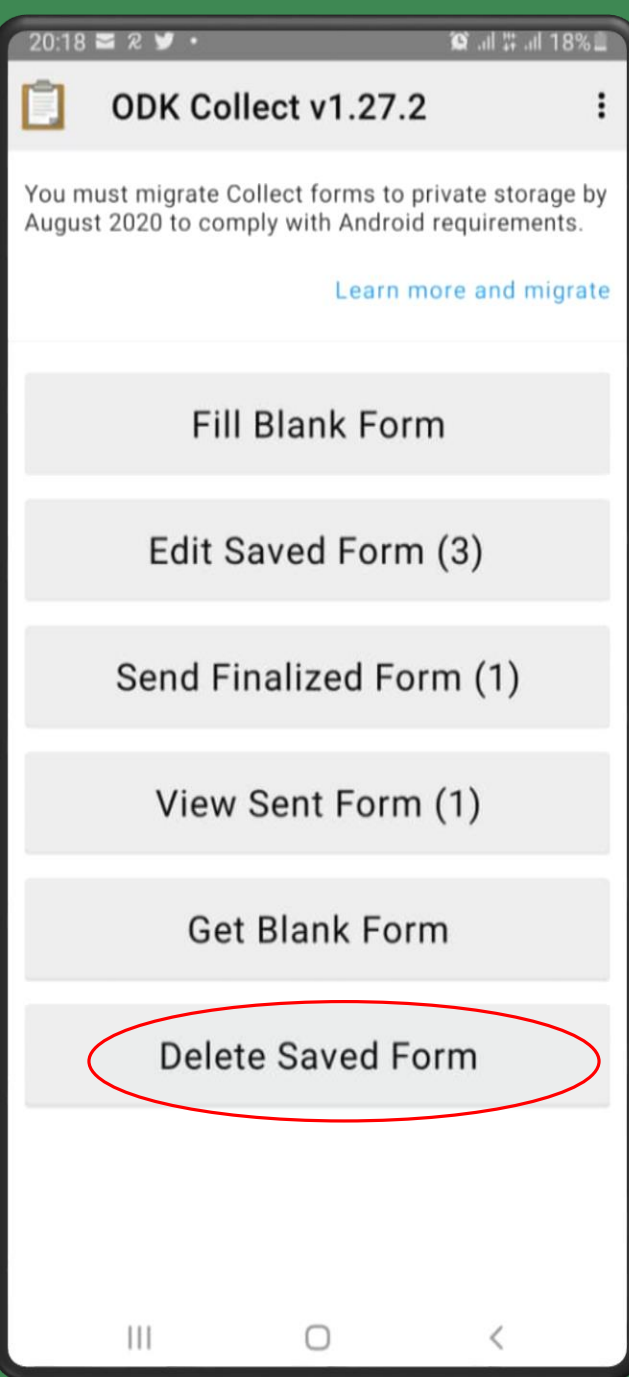 20:18 18%
ODK Collect v1.27.2
You must migrate Collect forms to private storage by
August 2020 to comply with Android requirements.
Learn more and migrate
Fill Blank Form
Edit Saved Form (3)
Send Finalized Form (1)
View Sent Form (1)
Get Blank Form
Delete Saved Form